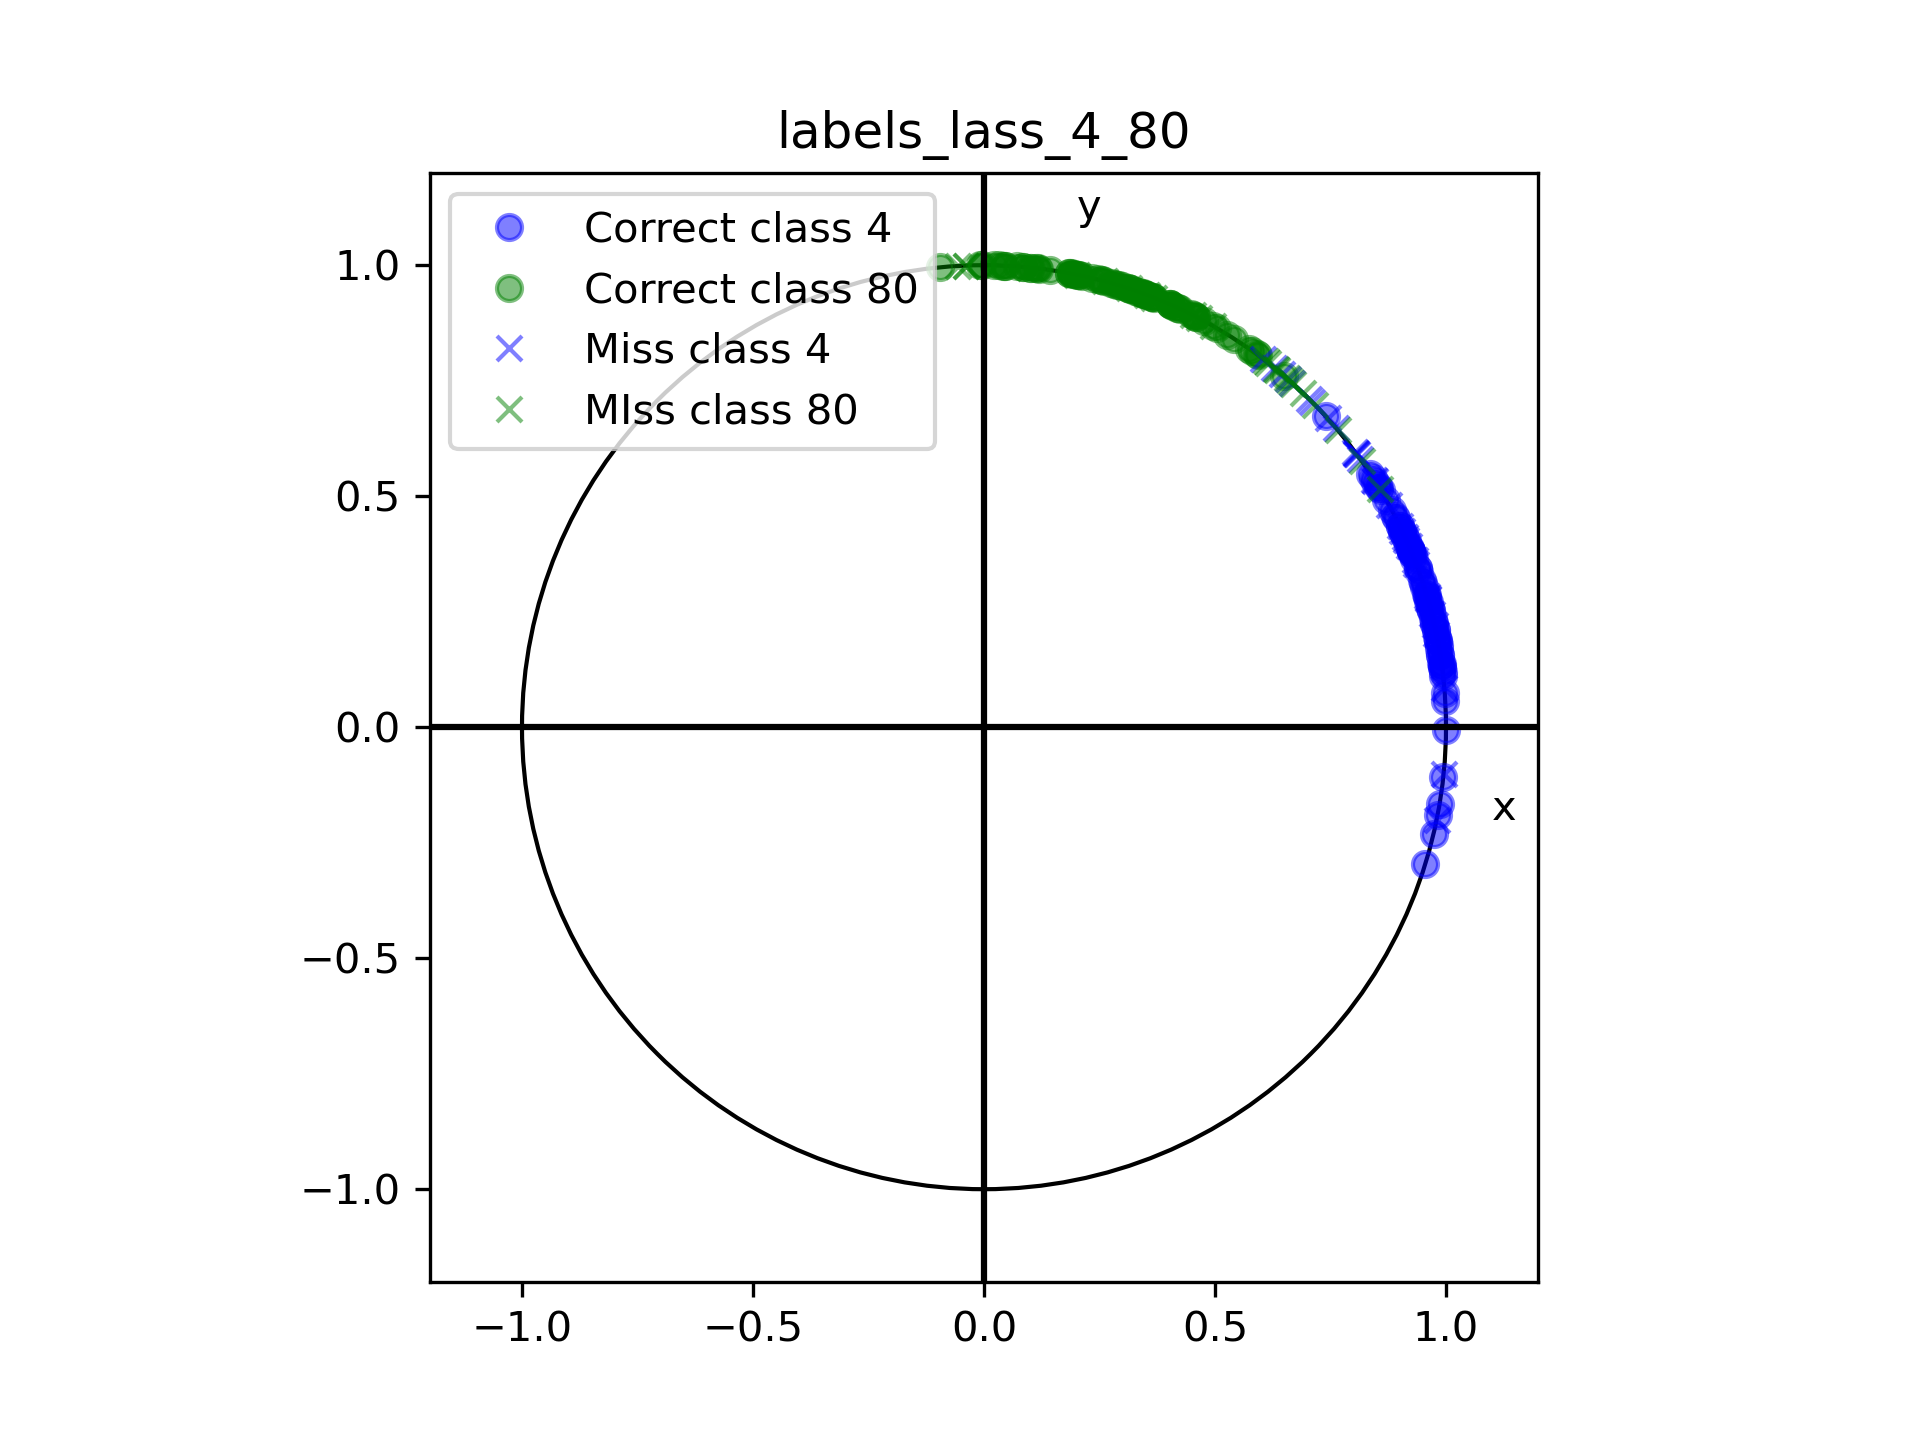 labels_lass_4_80
y
Correct class 4
Correct class 80
Miss class 4
MIss class 80
1.0
0.5
0.0
−0.5
−1.0
x
−1.0 −0.5 0.0 0.5 1.0